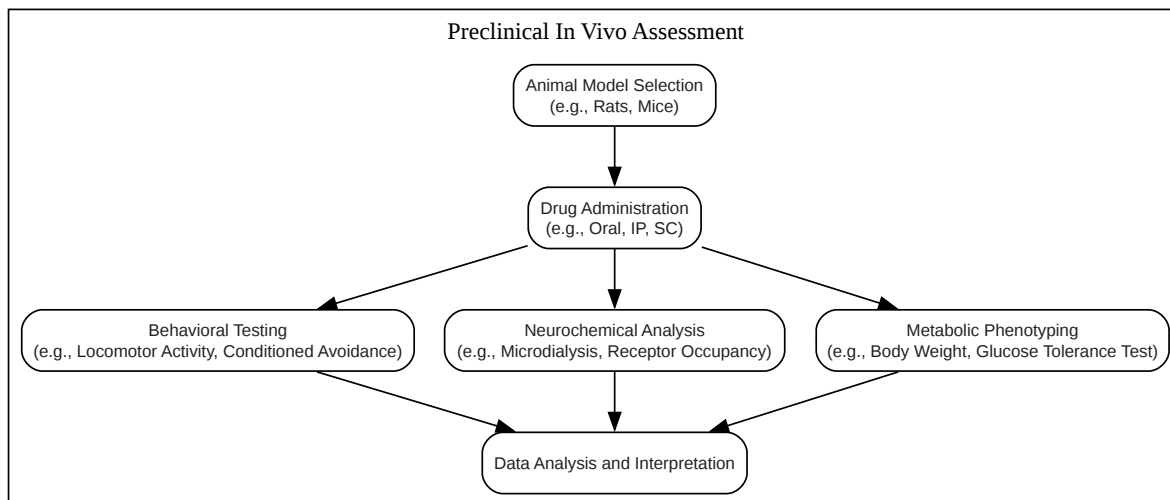 Preclinical In Vivo Assessment
Animal Model Selection
(e.g., Rats, Mice)
Drug Administration
(e.g., Oral, IP, SC)
Behavioral Testing
(e.g., Locomotor Activity, Conditioned Avoidance)
Neurochemical Analysis
(e.g., Microdialysis, Receptor Occupancy)
Metabolic Phenotyping
(e.g., Body Weight, Glucose Tolerance Test)
Data Analysis and Interpretation